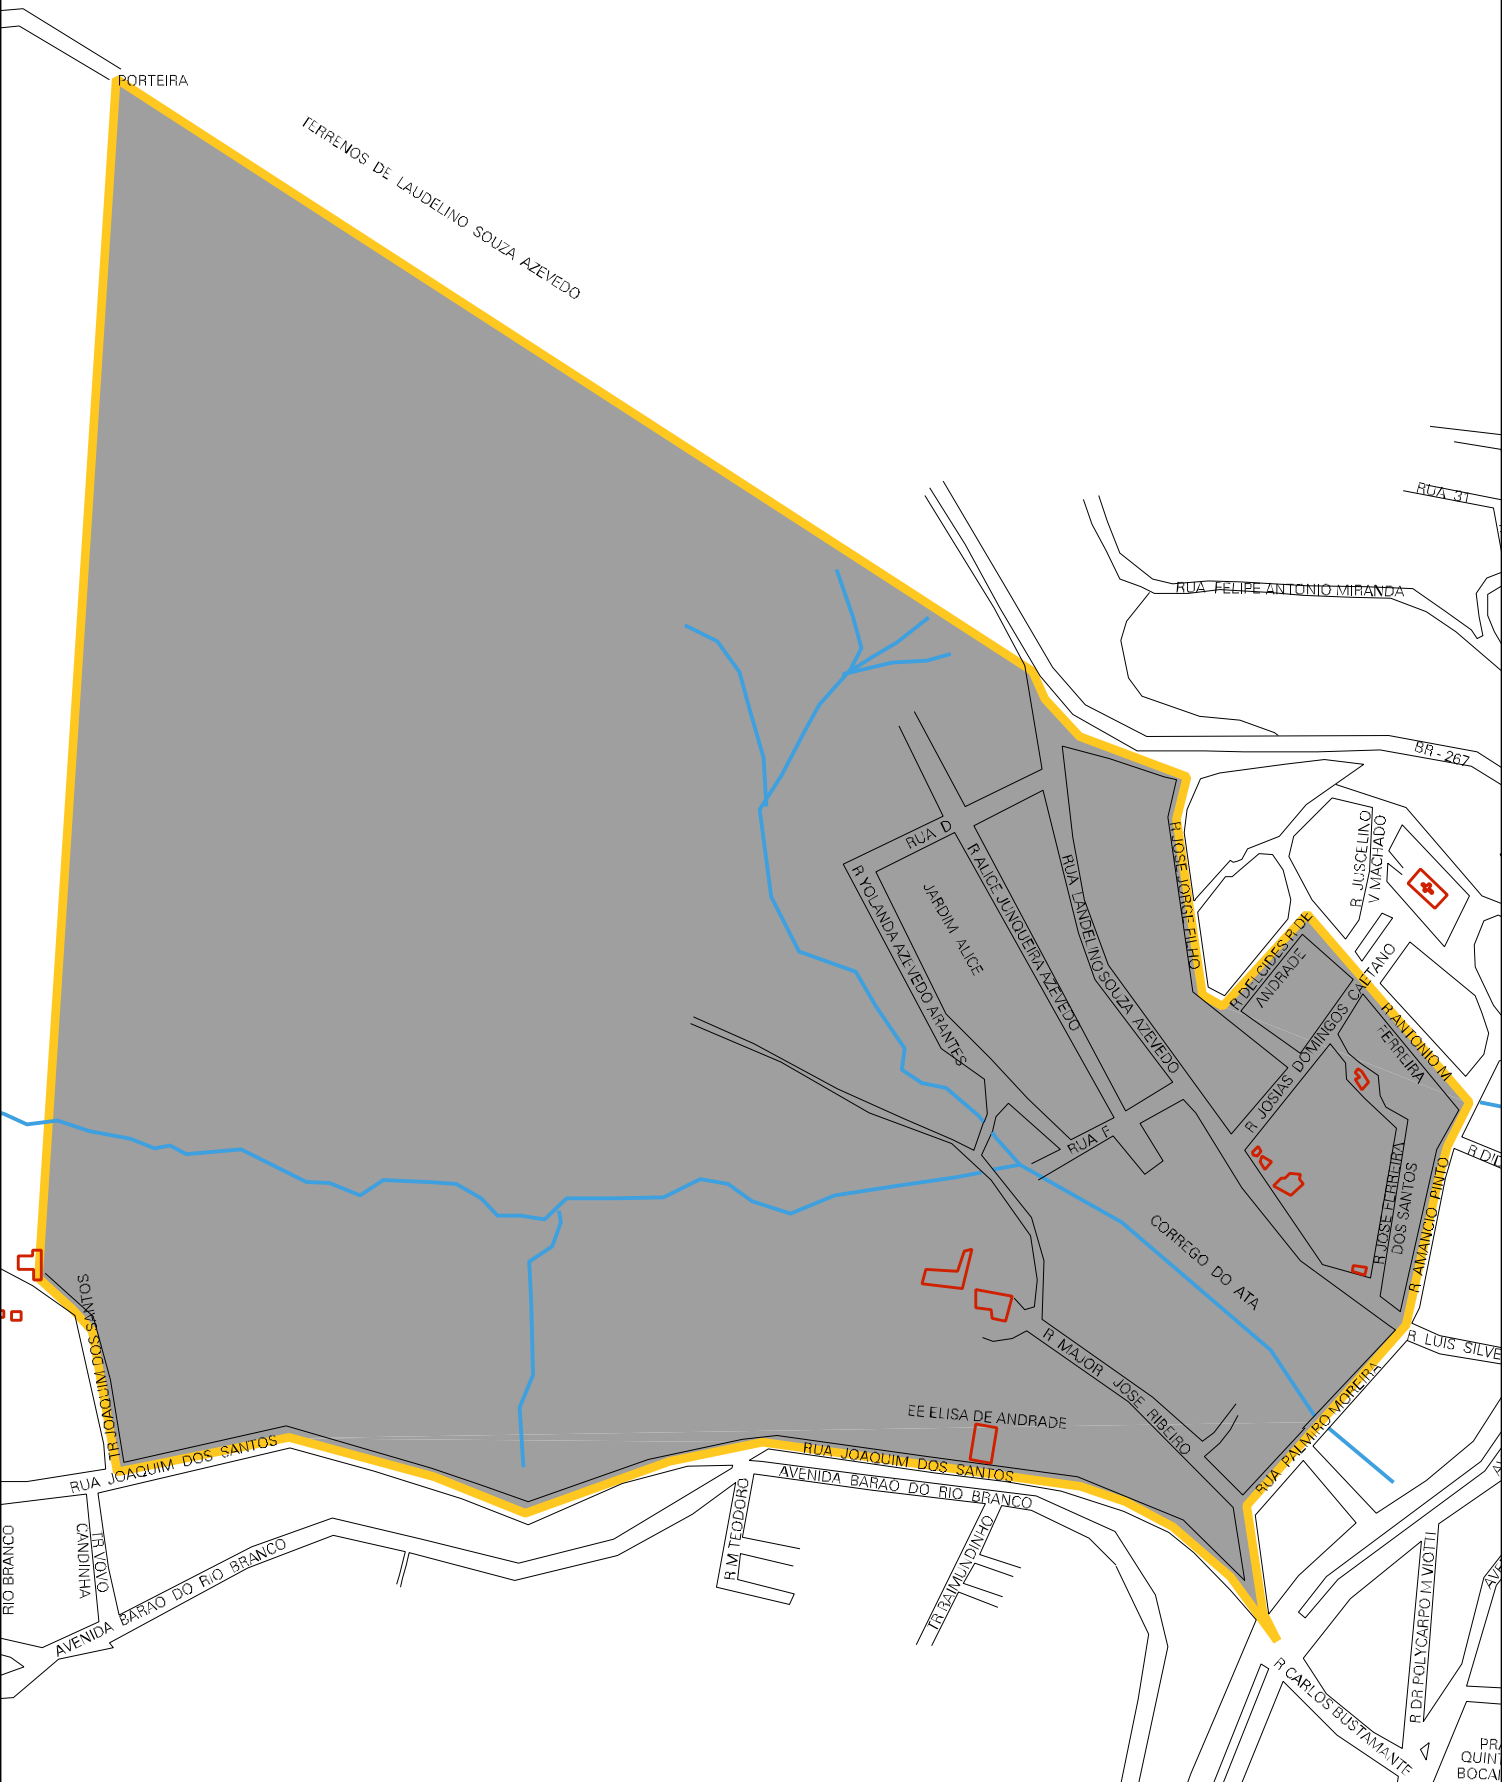 PORTEIRA
TERRENOS DE LAUDELINO SOUZA AZEVEDO
RUA 31
RUA FELIPE ANTONIO MIRANDA
BR - 267
R JUSCELINO
V MACHADO
R JOSE JORGE FILHO
RUA D
R YOLANDA AZEVEDO ARANTES
JARDIM ALICE
R ALICE JUNQUEIRA AZEVEDO
RUA LANDELINO SOUZA AZEVEDO
R DELCIDES R DE
ANDRADE
R JOSIAS DOMINGOS CAETANO
R ANTONIO M
FERREIRA
RUA F
R DID
R JOSE FERREIRA
DOS SANTOS
R AMANCIO PINTO
CORREGO DO ATA
TR JOAQUIM DOS SANTOS
R MAJOR JOSE RIBEIRO
R LUIS SILVE
RUA PALMIRO MOREIRA
EE ELISA DE ANDRADE
RUA JOAQUIM DOS SANTOS
RUA JOAQUIM DOS SANTOS
AVENIDA BARAO DO RIO BRANCO
R M TEODORO
TR RAIMUNDINHO
RIO BRANCO
TR VOVO
CANDINHA
AVENIDA BARAO DO RIO BRANCO
R DR POLYCARPO M VIOTTI
AVE
R CARLOS BUSTAMANTE
PRA
QUINT
BOCAI